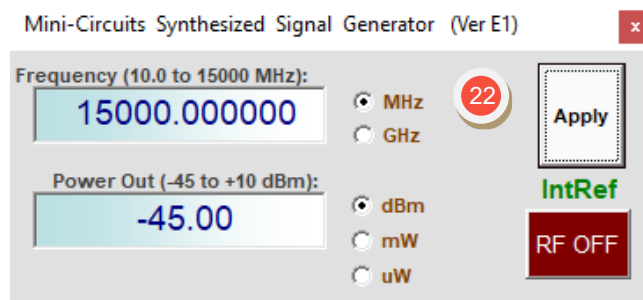 Mini-Circuits Synthesized Signal Generator (Ver E1)
x
Frequency (10.0 to 15000 MHz):
15000.000000
MHz
GHz
22
Apply
Power Out (-45 to +10 dBm):
-45.00
dBm
mW
uW
IntRef
RF OFF